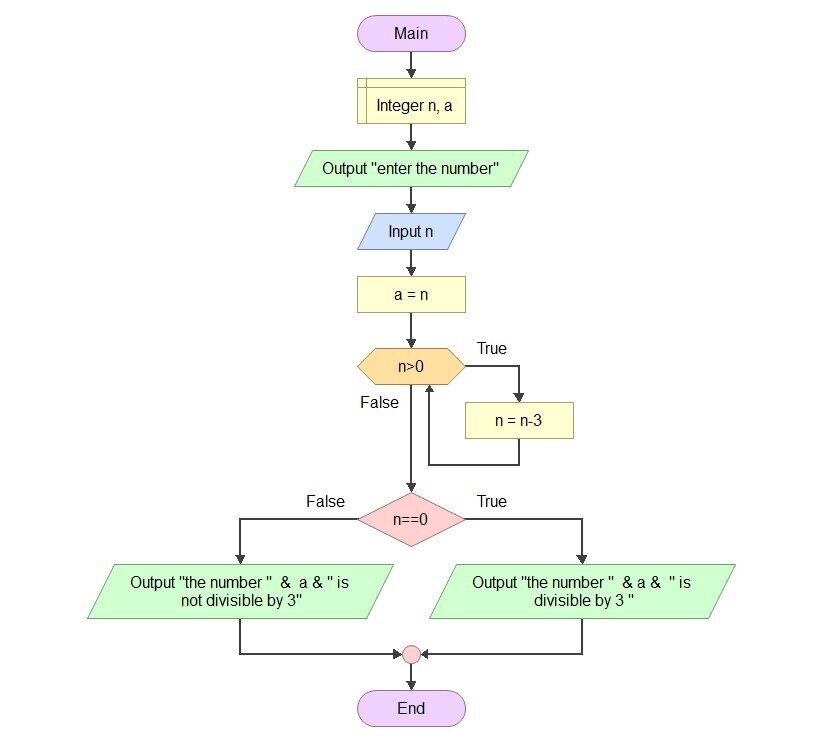 Main
Integer n, a
Output "enter the number"
Input n
a = n
n>0
True
False
n = n-3
False
n==0
True
Output "the number "  &  a & " is
not divisible by 3"
Output "the number "  & a &  " is
divisible by 3 "
End